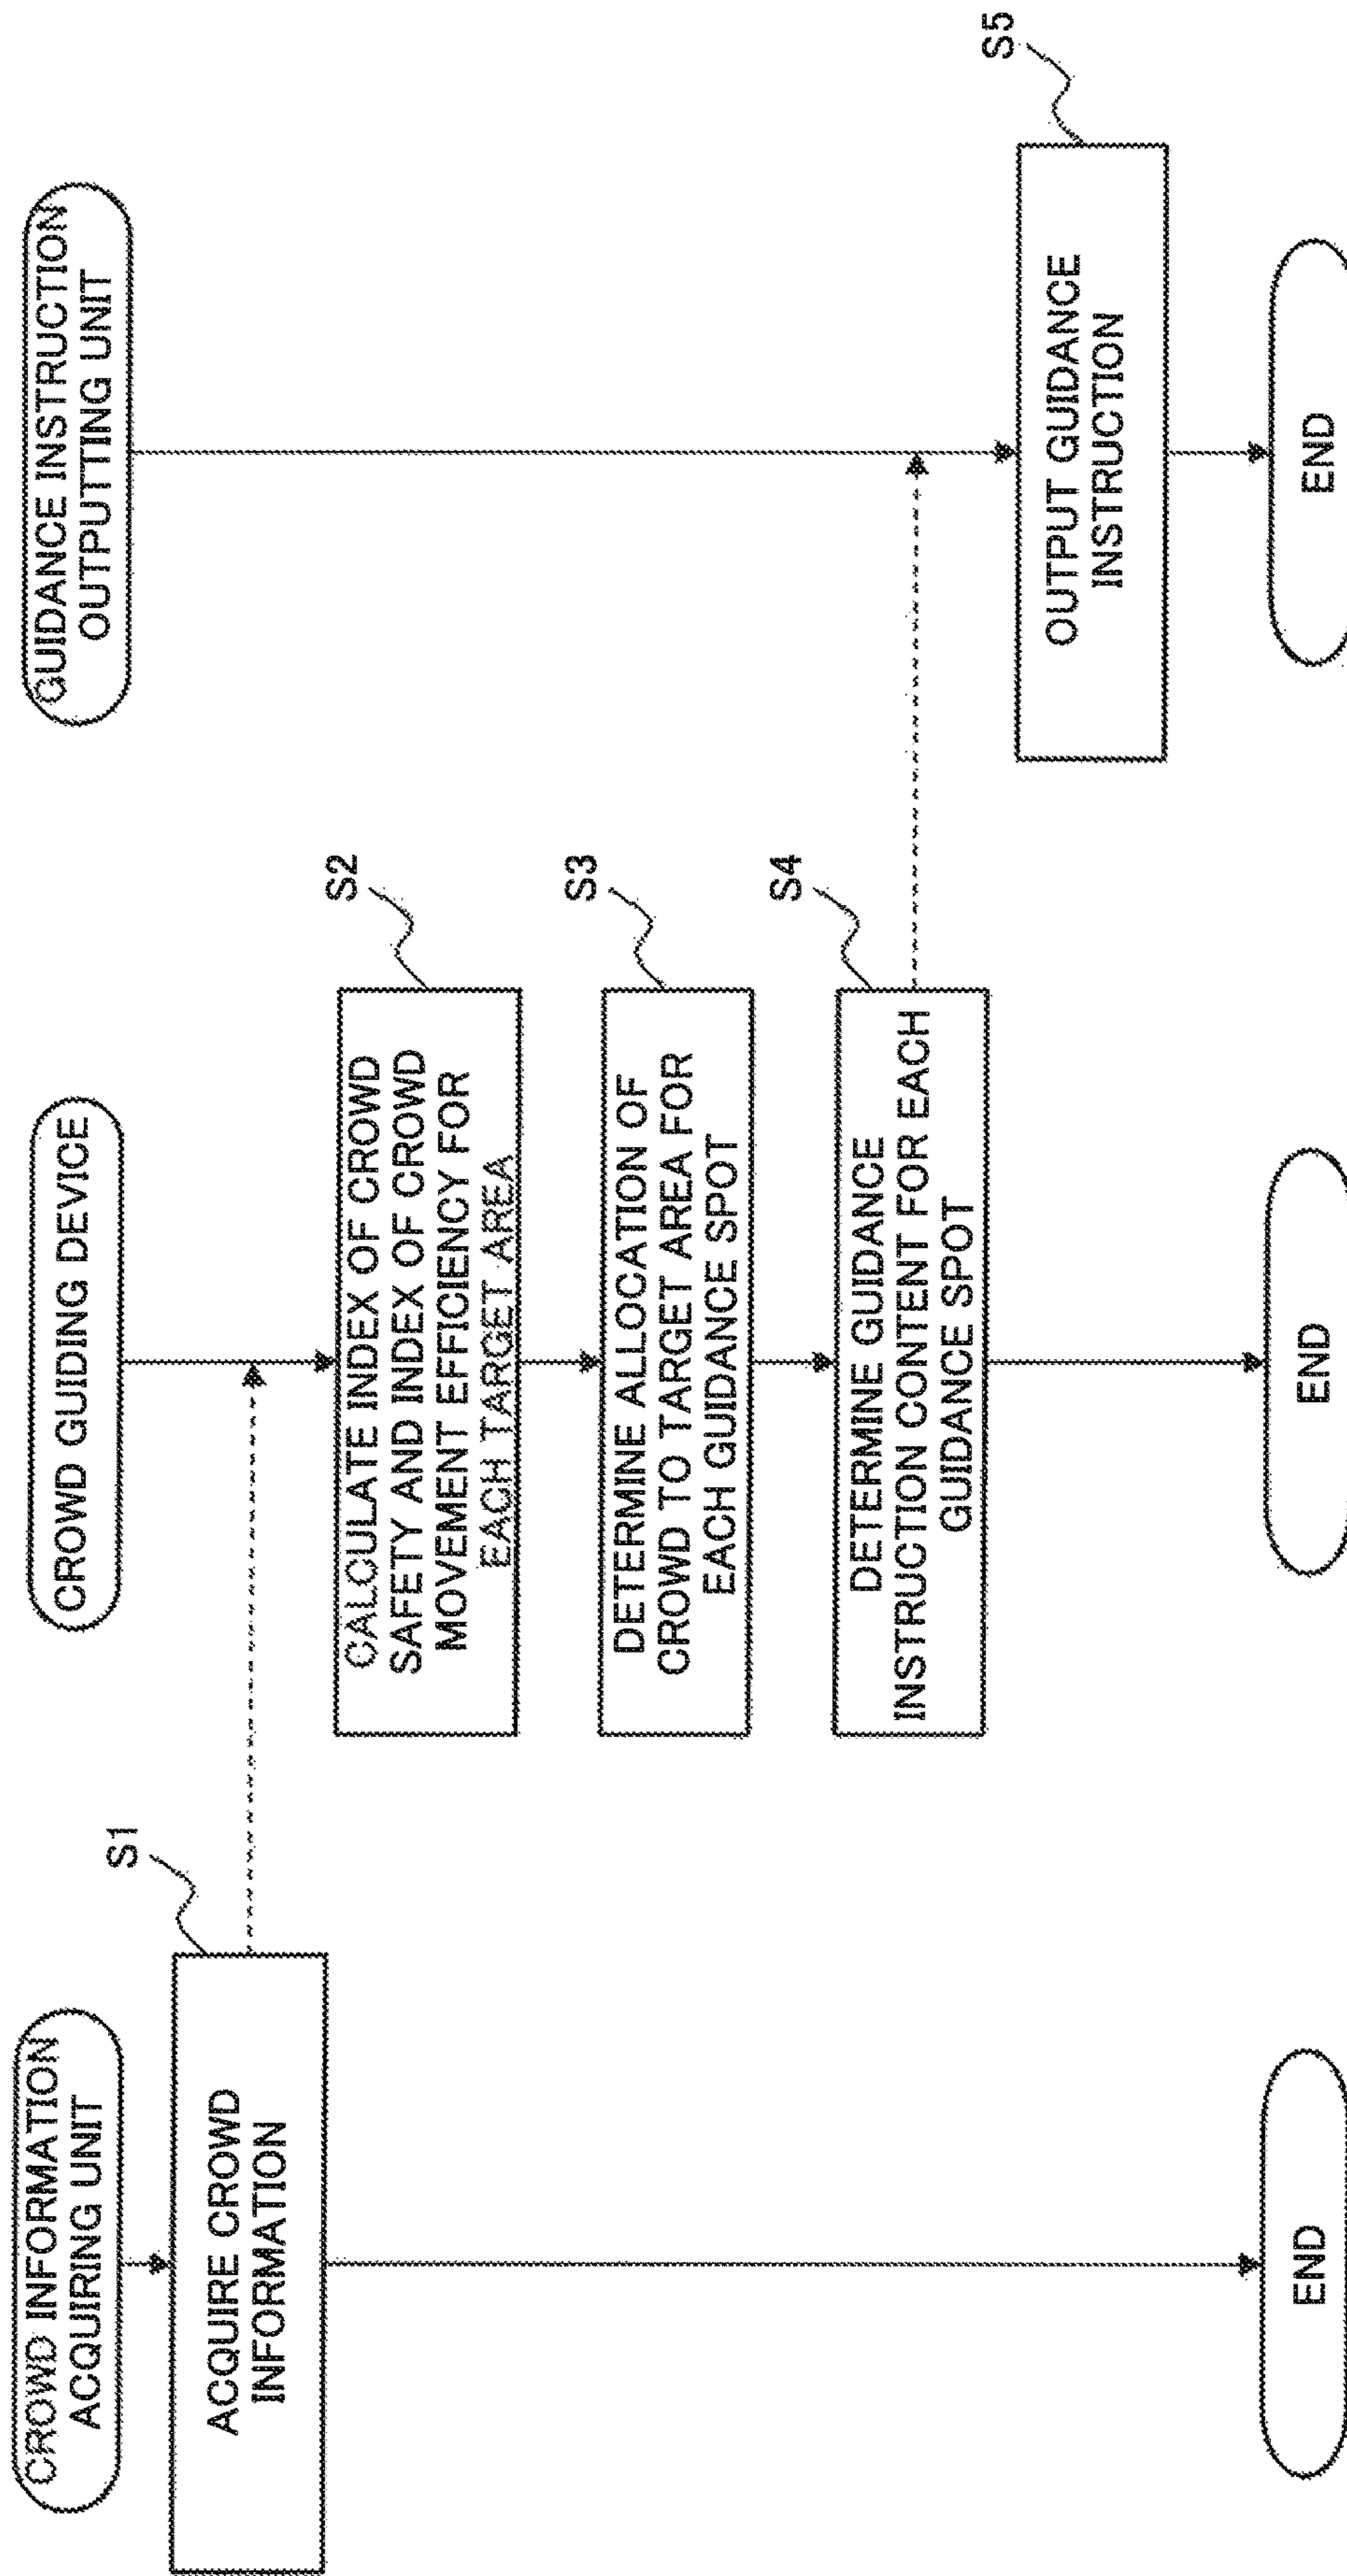 CROWD INFORMATION
ACQUIRING UNIT
S1
ACQUIRE CROWD
INFORMATION
END
CROWD GUIDING DEVICE
S2
CALCULATE INDEX OF CROWD
SAFETY AND INDEX OF CROWD
MOVEMENT EFFICIENCY FOR
EACH TARGET AREA
S3
DETERMINE ALLOCATION OF
CROWD TO TARGET AREA FOR
EACH GUIDANCE SPOT
S4
DETERMINE GUIDANCE
INSTRUCTION CONTENT FOR EACH
GUIDANCE SPOT
END
GUIDANCE INSTRUCTION
OUTPUTTING UNIT
S5
OUTPUT GUIDANCE
INSTRUCTION
END